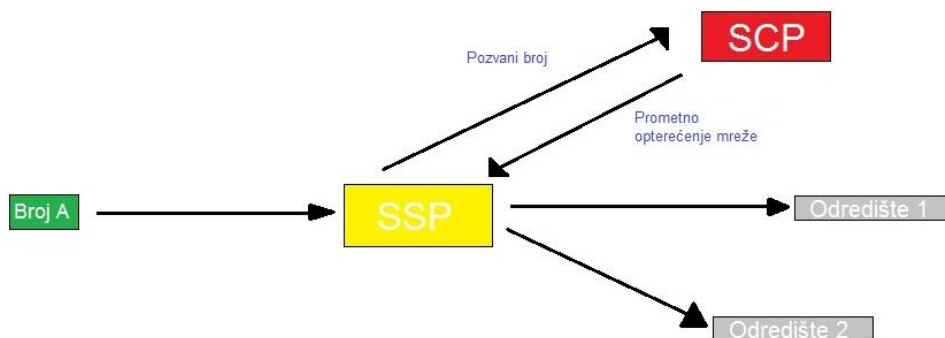 SCP
Pozvani broj
Prometno
opterećenje mreže
Broj A
SSP
Odredište 1
Odredište 2